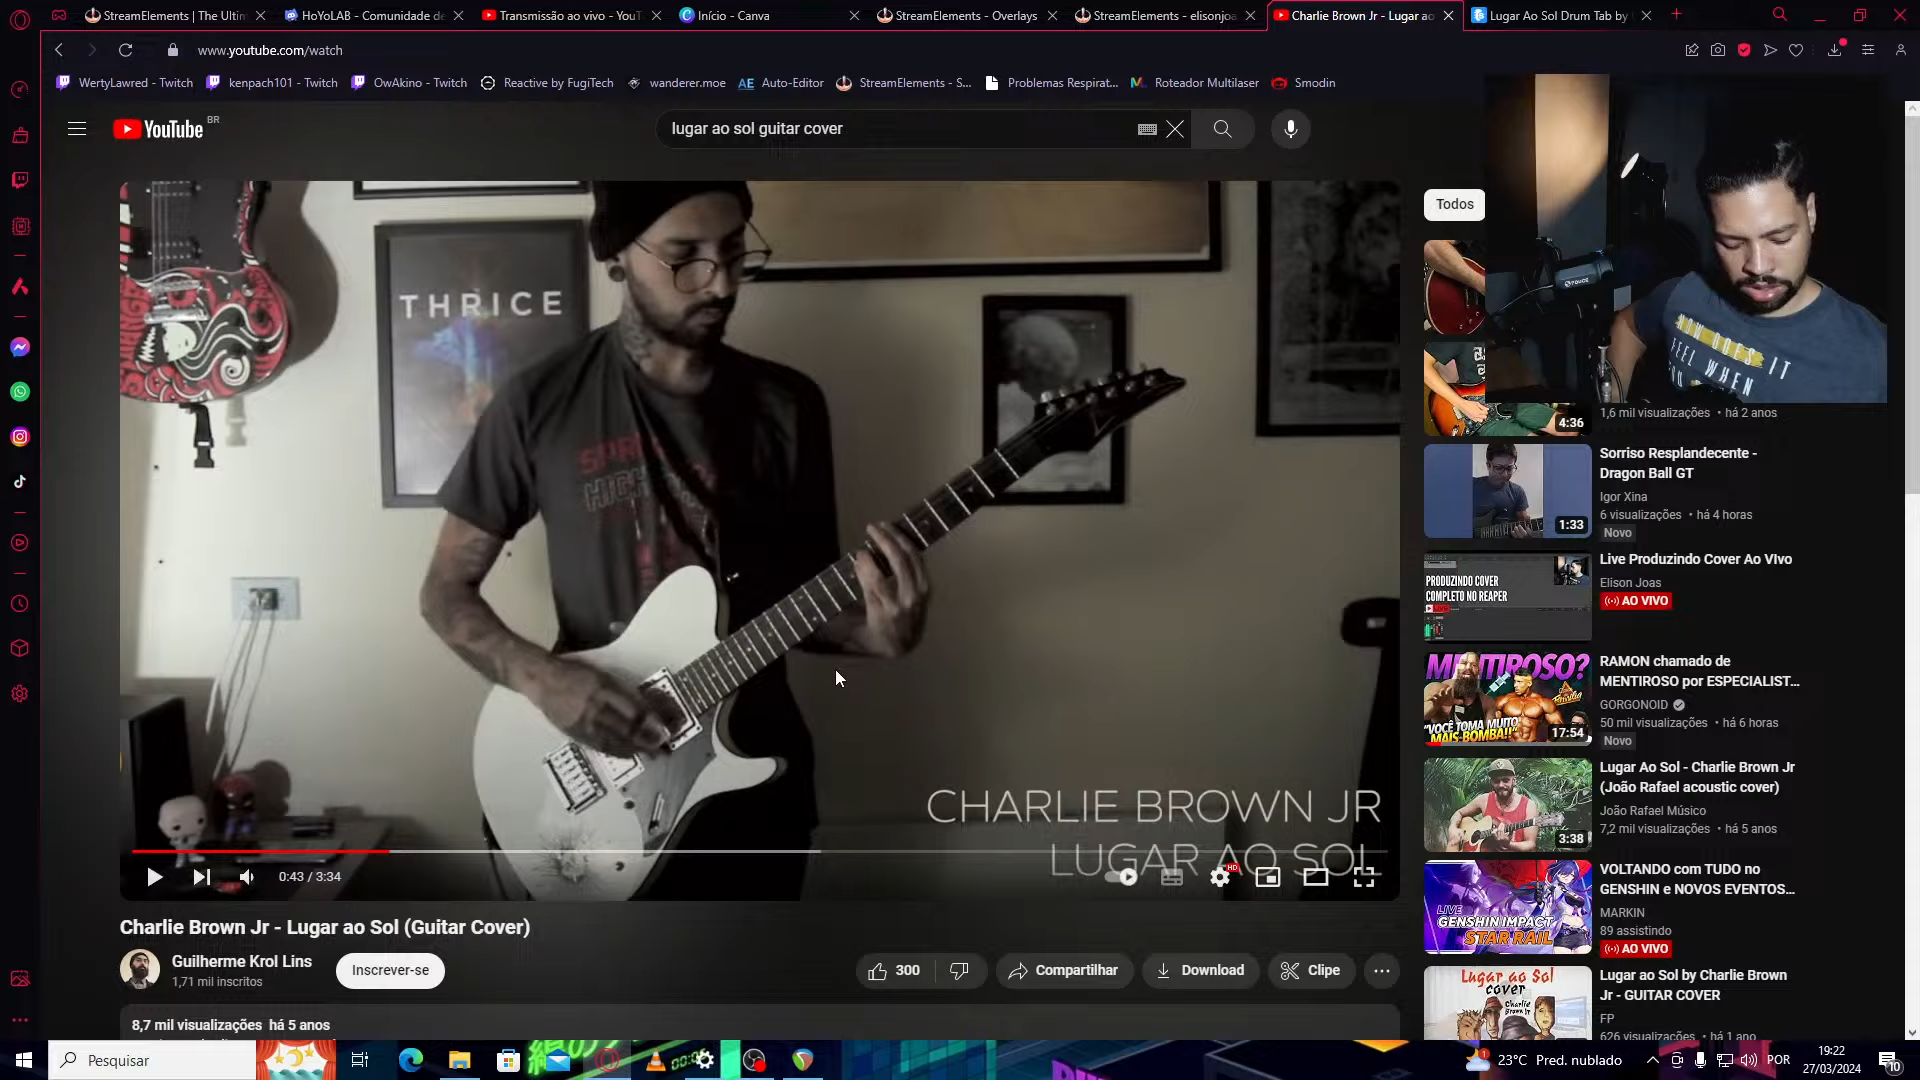 StreamElements | The Ultim
HoYoLAB - Comunidade de
Transmissão ao vivo - YouT
Início - Canva
StreamElements - Overlays
StreamElements - elisonjoa
Charlie Brown Jr - Lugar ao
Lugar Ao Sol Drum Tab by
www.youtube.com/watch
WertyLawred - Twitch
kenpach101 - Twitch
OwAkino - Twitch
Reactive by FugiTech
wanderer.moe
AE Auto-Editor
StreamElements - S...
Problemas Respirat...
Roteador Multilaser
Smodin
YouTube BR
lugar ao sol guitar cover
Todos
THRICE
NOW DOES IT
FEEL WHEN
4:36
1,6 mil visualizações • há 2 anos
Sorriso Resplandecente -
Dragon Ball GT
Igor Xina
6 visualizações • há 4 horas
Novo
1:33
Live Produzindo Cover Ao VIvo
Elison Joas
AO VIVO
PRODUZINDO COVER
COMPLETO NO REAPER
RAMON chamado de
MENTIROSO por ESPECIALIST...
GORGONOID
50 mil visualizações • há 6 horas
Novo
MENTIROSO?
"VOCÊ TOMA MUITO
MAIS BOMBA!!"
17:54
Lugar Ao Sol - Charlie Brown Jr
(João Rafael acoustic cover)
João Rafael Músico
7,2 mil visualizações • há 5 anos
3:38
VOLTANDO com TUDO no
GENSHIN e NOVOS EVENTOS...
MARKIN
89 assistindo
AO VIVO
LIVE
GENSHIN IMPACT
STAR RAIL
Lugar ao Sol by Charlie Brown
Jr - GUITAR COVER
FP
626 visualizações • há 1 ano
Lugar ao Sol
cover
Charlie
Brown Jr
CHARLIE BROWN JR
LUGAR AO SOL
0:43 / 3:34
HD
Charlie Brown Jr - Lugar ao Sol (Guitar Cover)
Guilherme Krol Lins
1,71 mil inscritos
Inscrever-se
300
Compartilhar
Download
Clipe
8,7 mil visualizações há 5 anos
Pesquisar
23°C Pred. nublado
POR
19:22
27/03/2024
10